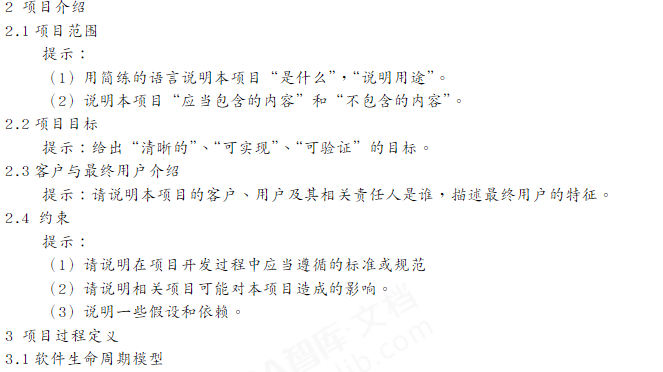 2 项目介绍
2.1项目范围
提示：
（1）用简练的语言说明本项目“是什么”，“说明用途”。
（2）说明本项目“应当包含的内容”和“不包含的内容”。
2.2项目目标
提示：给出“清晰的”、“可实现”、“可验证”的目标。
2.3客户与最终用户介绍
提示：请说明本项目的客户、用户及其相关责任人是谁，描述最终用户的特征。
2.4 约束
提示：
（1）请说明在项目开发过程中应当遵循的标准或规范
（2）请说明相关项目可能对本项目造成的影响。
（3）说明一些假设和依赖。
3 项目过程定义
3.1软件生命周期模型
智库·文档
lib.com